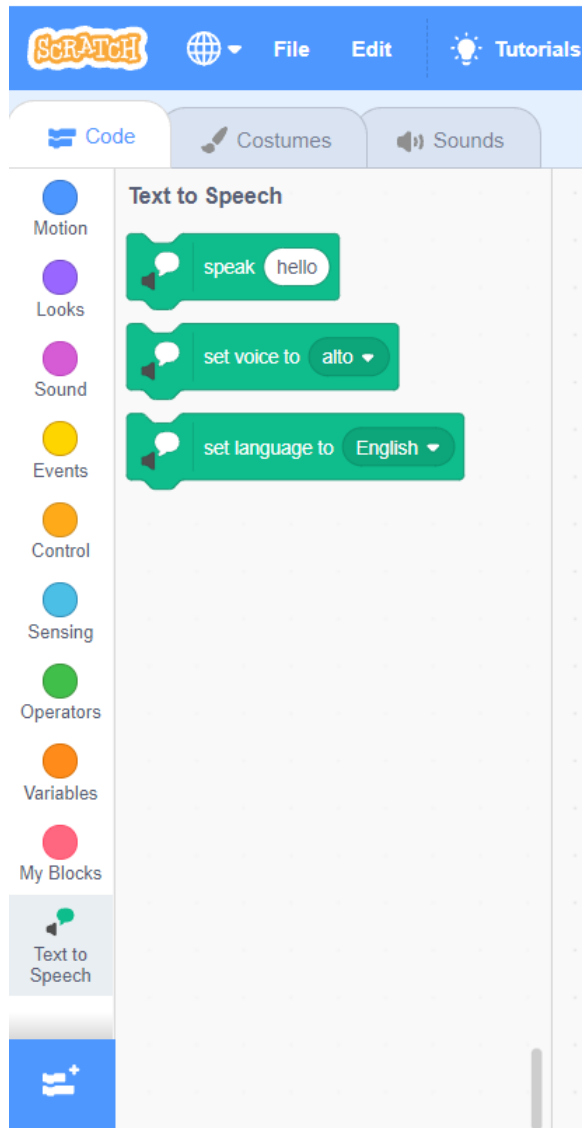 SCRATCH File Edit Tutorials
Code Costumes Sounds
Motion
Looks
Sound
Events
Control
Sensing
Operators
Variables
My Blocks
Text to
Speech
Text to Speech
speak hello
set voice to alto
set language to English